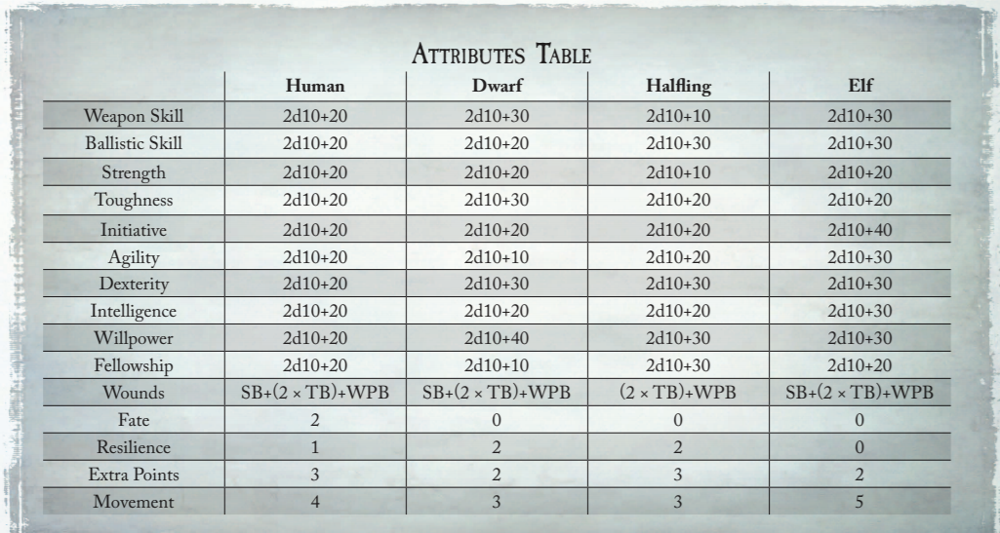 Attributes Table
Human Dwarf Halfling Elf
Weapon Skill 2d10+20 2d10+30 2d10+10 2d10+30
Ballistic Skill 2d10+20 2d10+20 2d10+30 2d10+30
Strength 2d10+20 2d10+20 2d10+10 2d10+20
Toughness 2d10+20 2d10+30 2d10+20 2d10+20
Initiative 2d10+20 2d10+20 2d10+20 2d10+40
Agility 2d10+20 2d10+10 2d10+20 2d10+30
Dexterity 2d10+20 2d10+30 2d10+30 2d10+30
Intelligence 2d10+20 2d10+20 2d10+20 2d10+30
Willpower 2d10+20 2d10+40 2d10+30 2d10+30
Fellowship 2d10+20 2d10+10 2d10+30 2d10+20
Wounds SB+(2 × TB)+WPB SB+(2 × TB)+WPB (2 × TB)+WPB SB+(2 × TB)+WPB
Fate 2 0 0 0
Resilience 1 2 2 0
Extra Points 3 2 3 2
Movement 4 3 3 5